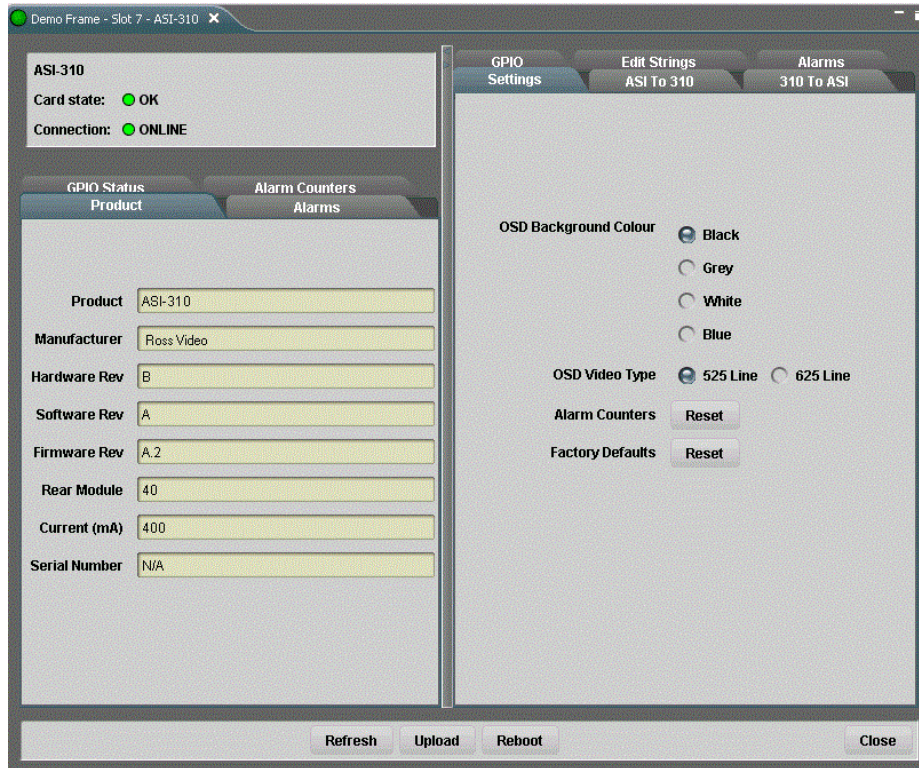 Demo Frame - Slot 7 - ASI-310
ASI-310
Card state: OK
Connection: ONLINE
GPIO Status Alarm Counters
Product Alarms
Product ASI-310
Manufacturer Ross Video
Hardware Rev B
Software Rev A
Firmware Rev A.2
Rear Module 40
Current (mA) 400
Serial Number N/A
GPIO Edit Strings Alarms
Settings ASI To 310 310 To ASI
OSD Background Colour Black
Grey
White
Blue
OSD Video Type 525 Line 625 Line
Alarm Counters Reset
Factory Defaults Reset
Refresh Upload Reboot Close